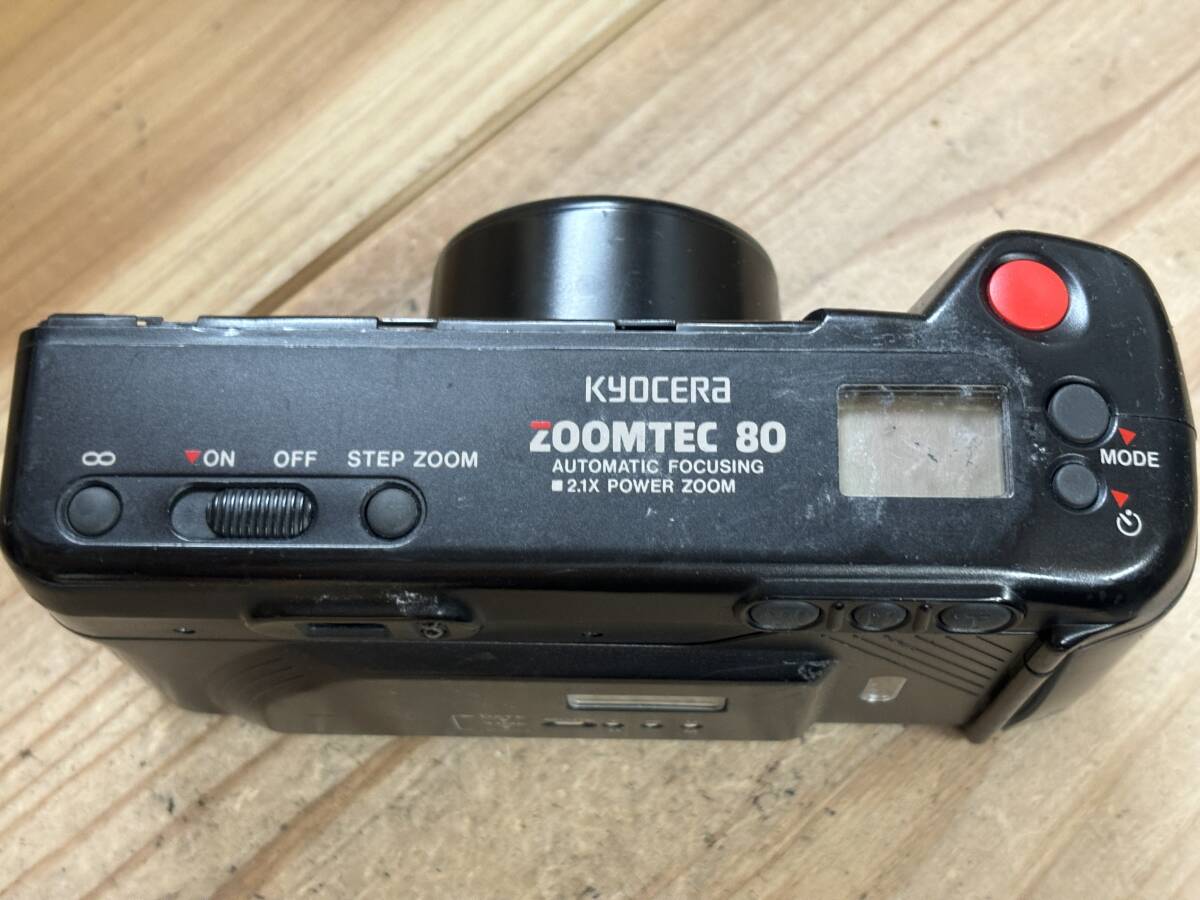 KYOCERA
ZOOMTEC 80
AUTOMATIC FOCUSING
■ 2.1X POWER ZOOM
∞ ▼ON OFF STEP ZOOM
MODE